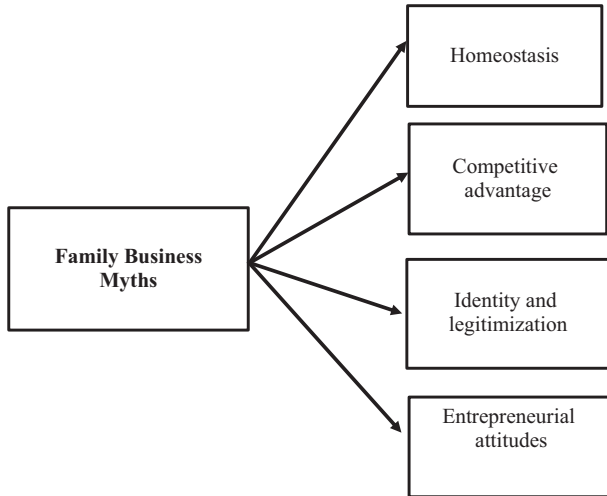 Homeostasis
Competitive
advantage
Family Business
Myths
Identity and
legitimization
Entrepreneurial
attitudes